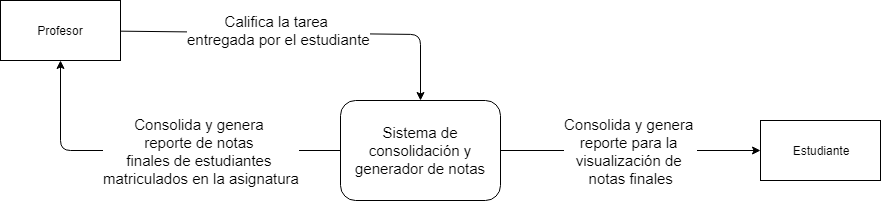 Profesor
Califica la tarea
entregada por el estudiante
Consolida y genera
reporte de notas
finales de estudiantes
matriculados en la asignatura
Sistema de
consolidación y
generador de notas
Consolida y genera
reporte para la
visualización de
notas finales
Estudiante